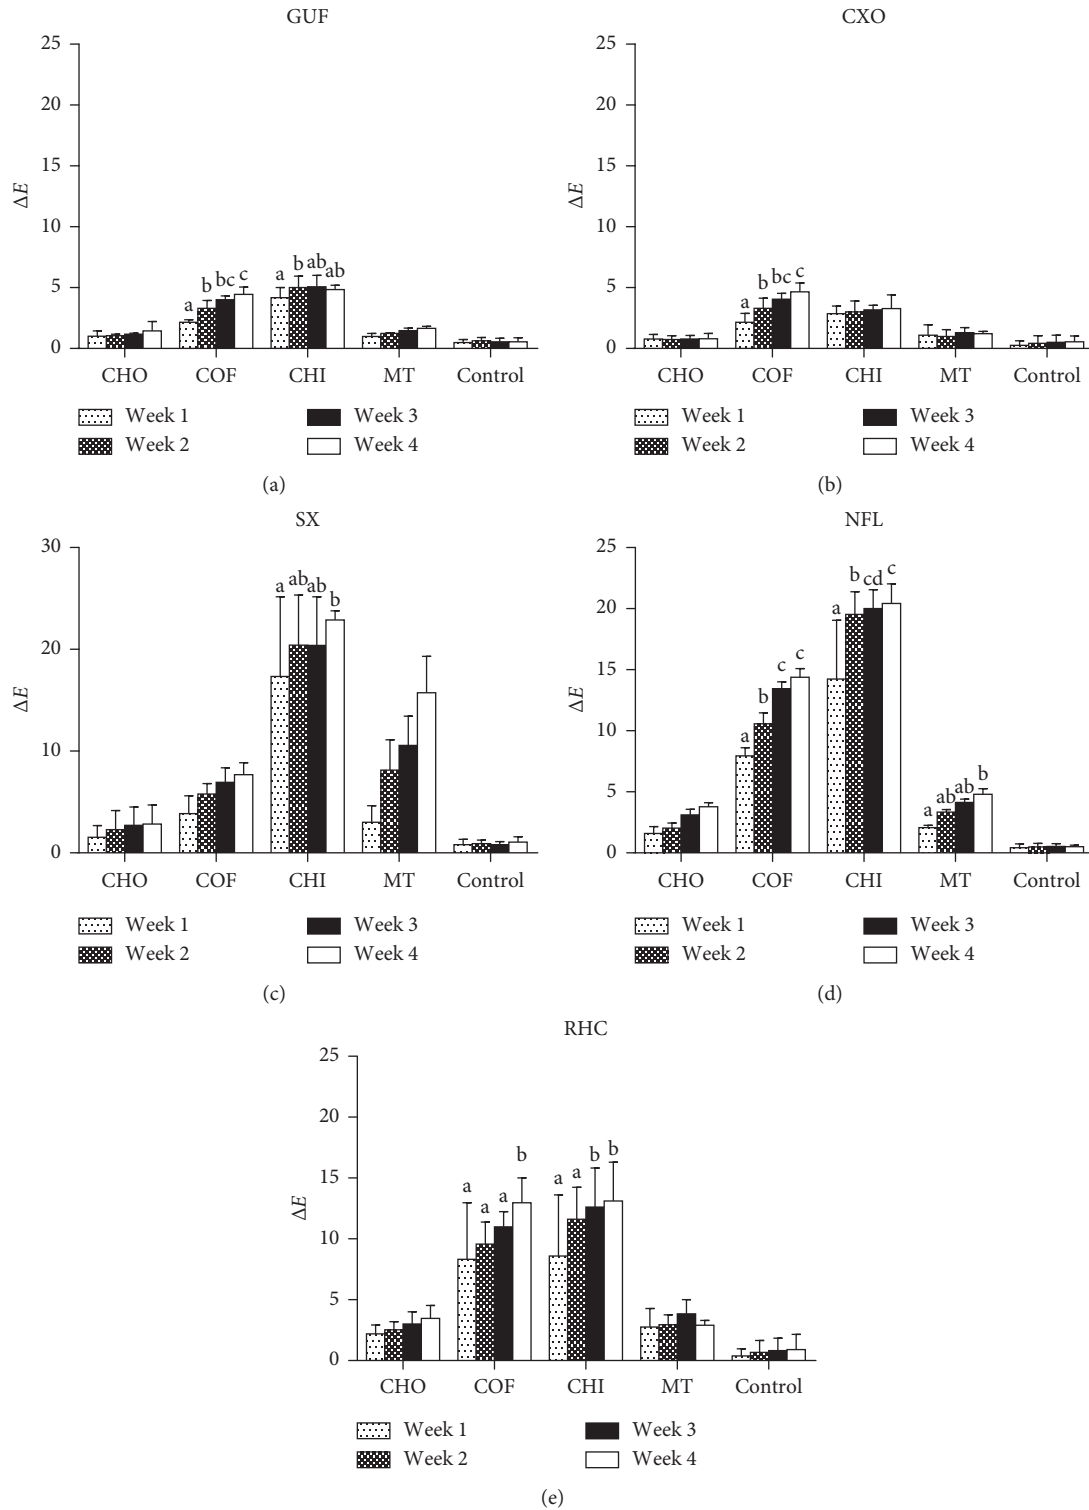 GUF
25
20
15
10
5
0
ΔE
a b bc c
a b ab ab
CHO COF CHI MT Control
Week 1 Week 3
Week 2 Week 4
(a)
CXO
25
20
15
10
5
0
ΔE
a b bc c
CHO COF CHI MT Control
Week 1 Week 3
Week 2 Week 4
(b)
SX
30
20
10
0
ΔE
a ab ab b
CHO COF CHI MT Control
Week 1 Week 3
Week 2 Week 4
(c)
NFL
25
20
15
10
5
0
ΔE
a b c c
a b cd c
a ab ab b
CHO COF CHI MT Control
Week 1 Week 3
Week 2 Week 4
(d)
RHC
25
20
15
10
5
0
ΔE
a a a b
a a b b
CHO COF CHI MT Control
Week 1 Week 3
Week 2 Week 4
(e)